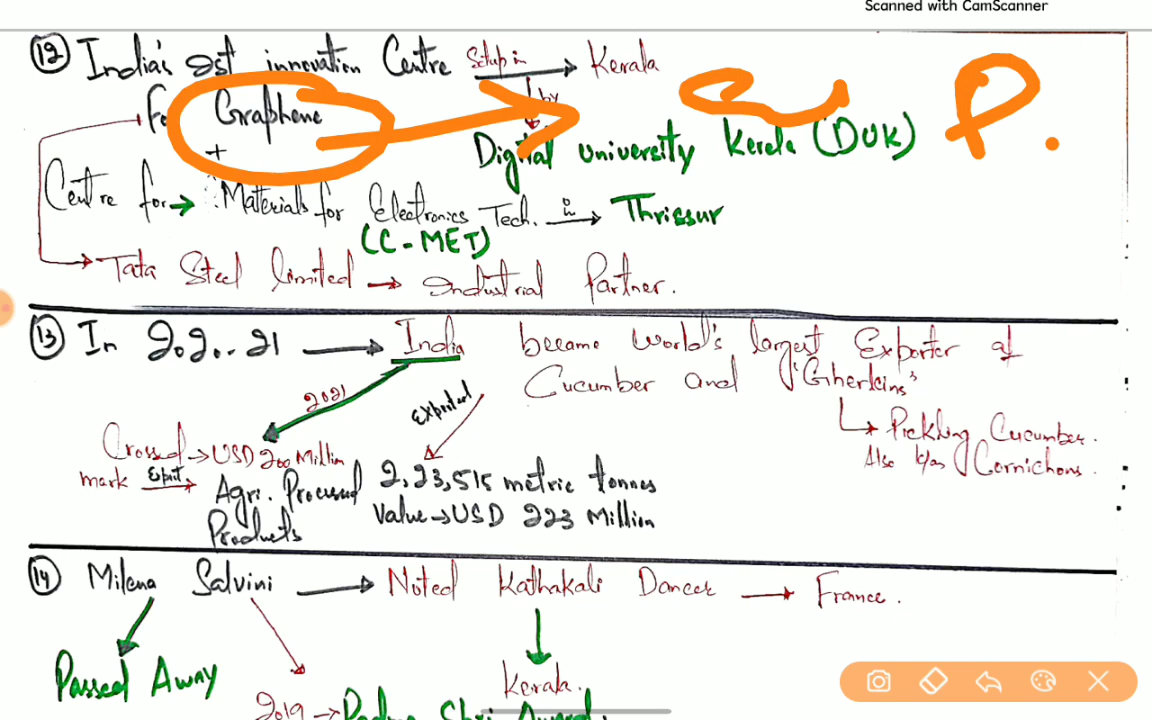 Scanned with CamScanner
12 India's 1st innovation Centre Setup in → Kerala
by
For Graphene
+
Digital University Kerala (DUK) P.
Centre for → Materials for Electronics Tech. in → Thrissur
(C-MET)
→ Tata Steel limited → Industrial Partner.
13 In 2020-21 → India became World's largest Exporter of
Cucumber and 'Gherkins'
2021
Exported
↳ Pickling Cucumber.
Also k/as Cornichons.
Crossed → USD 200 Million
mark Export → Agri. Processed
Products
2,23,515 metric tonnes
Value → USD 223 Million
14 Milena Salvini → Noted Kathakali Dancer → France.
Passed Away
Kerala.
2019 → Padma Shri Award.